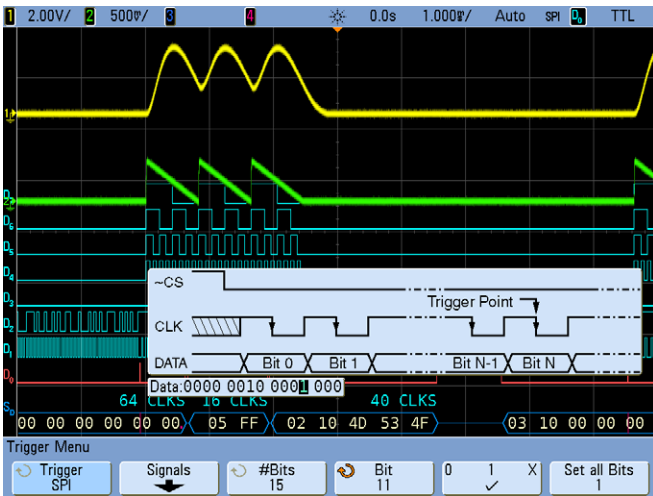 1 2.00V/ 2 500mV/ 3 4 0.0s 1.000ms/ Auto SPI D0 TTL
1
2
D6
D5
D4
D3
D2
D1
D0
~CS
Trigger Point
CLK
DATA Bit 0 Bit 1 Bit N-1 Bit N
Data:0000 0010 0001 000
64 CLKS 16 CLKS 40 CLKS
00 00 00 00 00 00 05 FF 02 10 4D 53 4F 03 10 00 00 00
Trigger Menu
Trigger Signals #Bits Bit 0 1 X Set all Bits
SPI 15 11 1